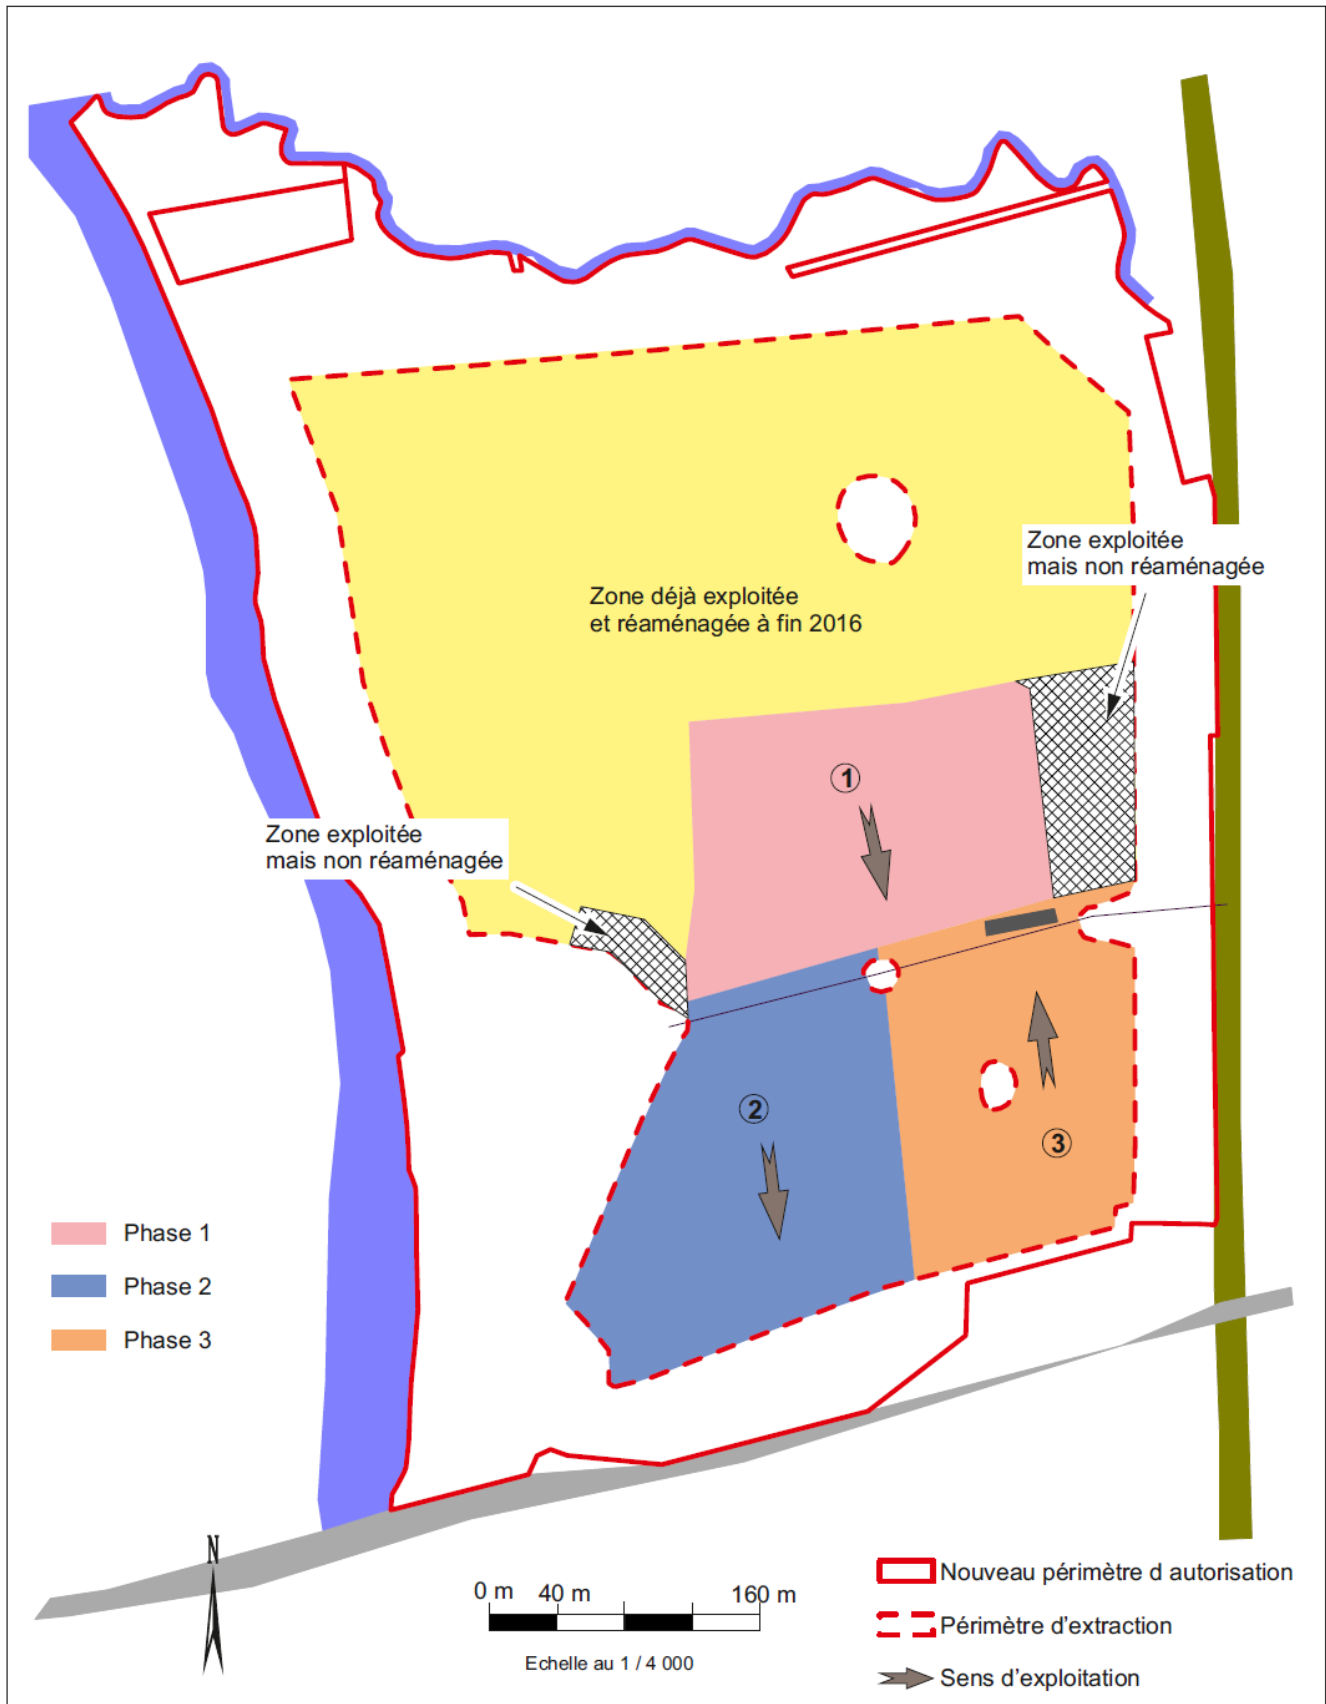 Zone exploitée
mais non réaménagée
Zone déjà exploitée
et réaménagée à fin 2016
1
Zone exploitée
mais non réaménagée
2
3
Phase 1
Phase 2
Phase 3
N
0 m 40 m 160 m
Echelle au 1 / 4 000
Nouveau périmètre d autorisation
Périmètre d'extraction
Sens d'exploitation